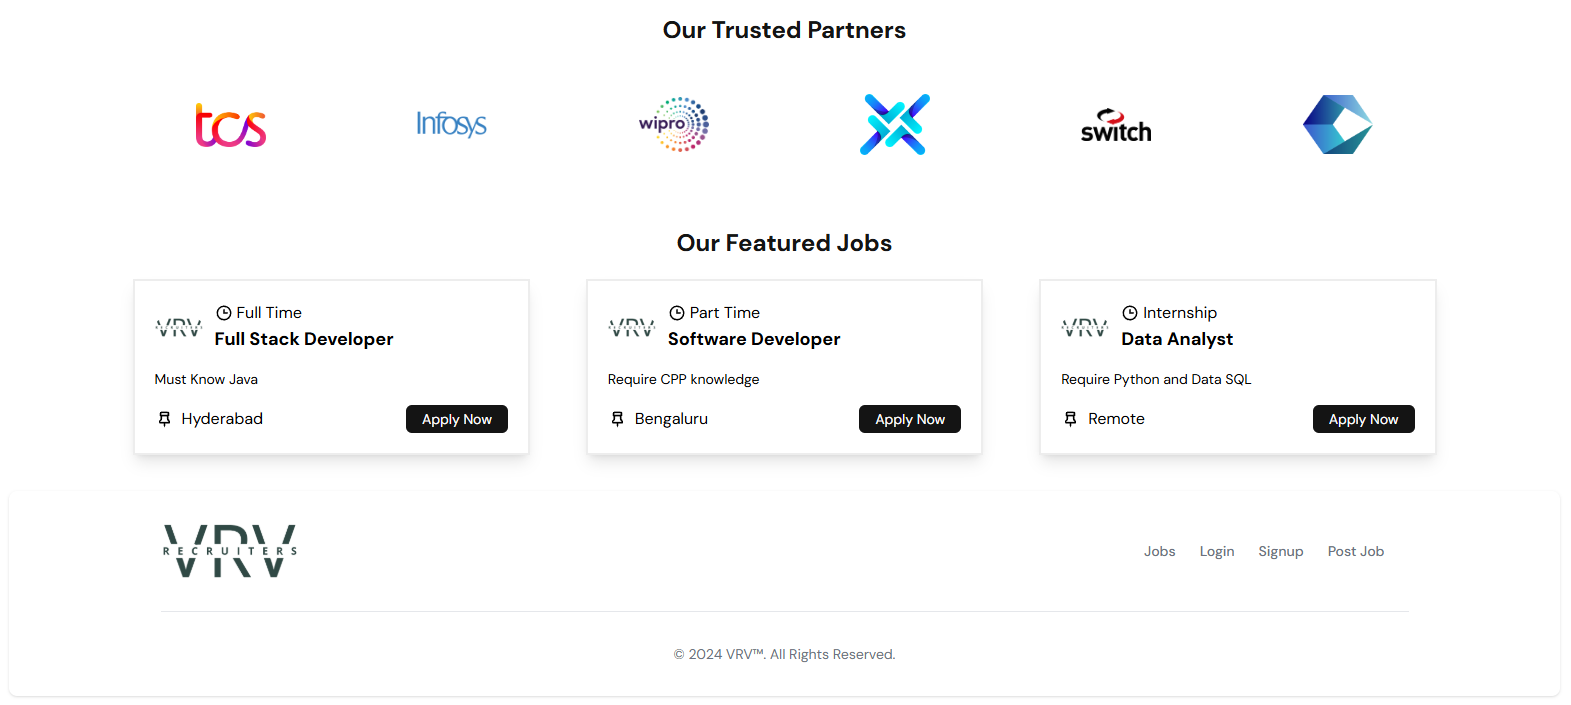 Our Trusted Partners
tcs
Infosys
wipro
switch
Our Featured Jobs
VRV
RECRUITERS
Full Time
Full Stack Developer
Must Know Java
Hyderabad
Apply Now
VRV
RECRUITERS
Part Time
Software Developer
Require CPP knowledge
Bengaluru
Apply Now
VRV
RECRUITERS
Internship
Data Analyst
Require Python and Data SQL
Remote
Apply Now
VRV
RECRUITERS
Jobs Login Signup Post Job
© 2024 VRV™. All Rights Reserved.